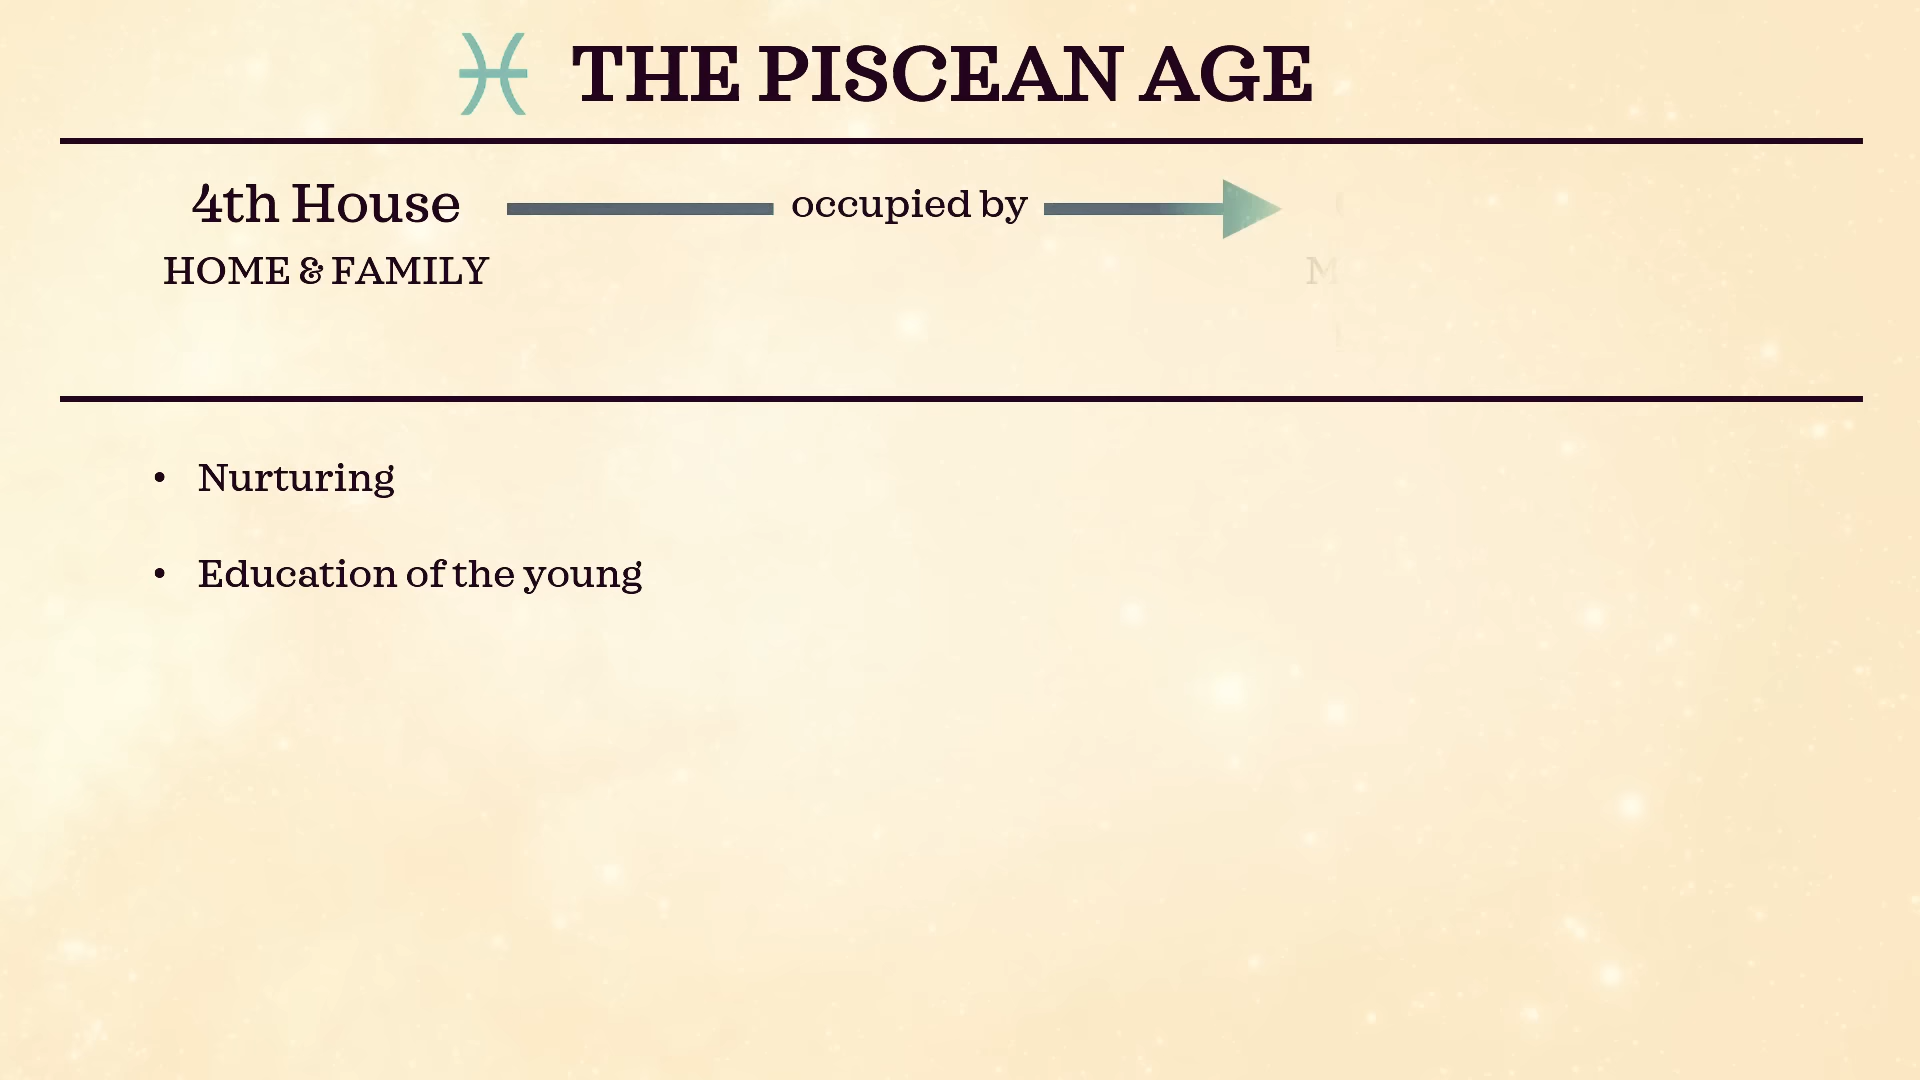 ♓ THE PISCEAN AGE
4th House
occupied by
HOME & FAMILY
• Nurturing
• Education of the young